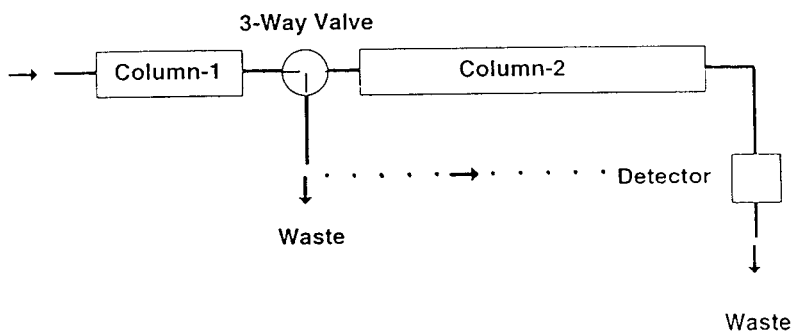 3-Way Valve
Column-1
Column-2
Detector
Waste
Waste